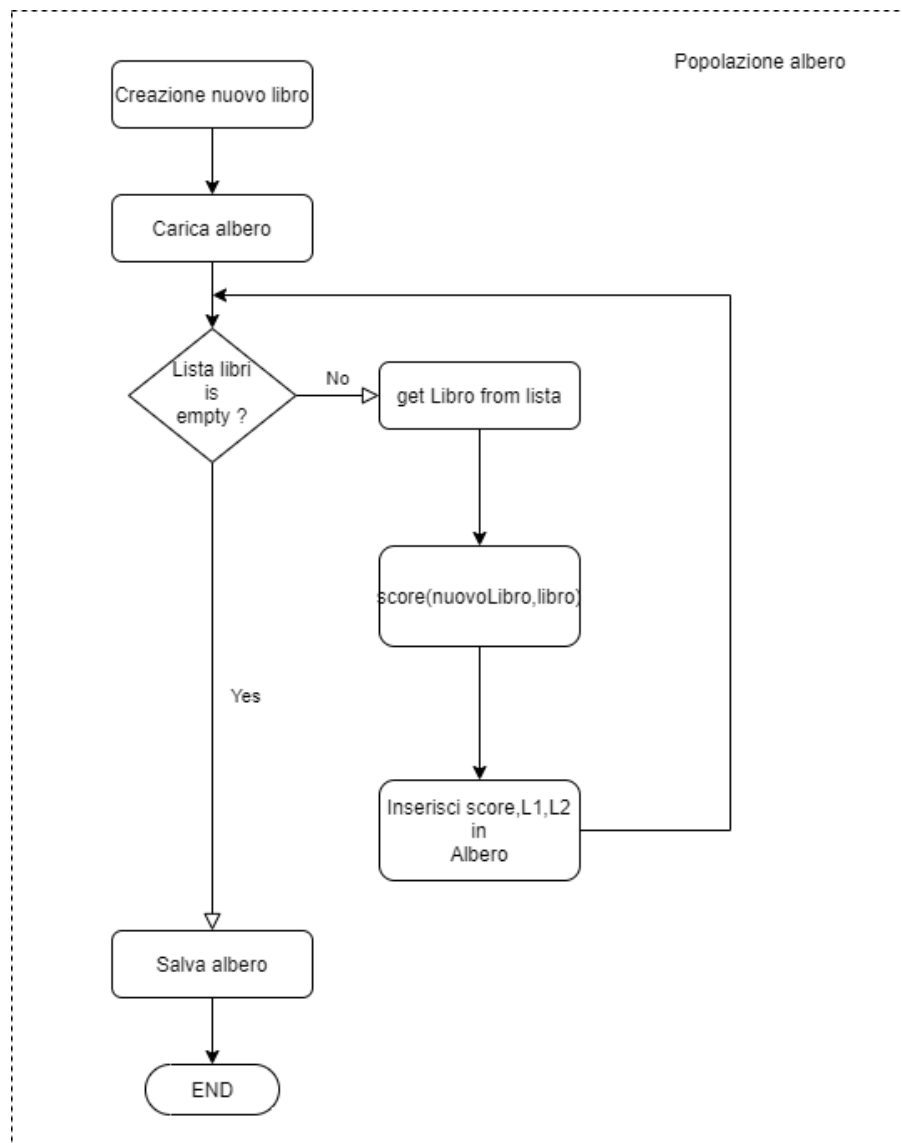 Popolazione albero
Creazione nuovo libro
Carica albero
Lista libri
is
empty ?
No
get Libro from lista
score(nuovoLibro,libro)
Yes
Inserisci score,L1,L2
in
Albero
Salva albero
END